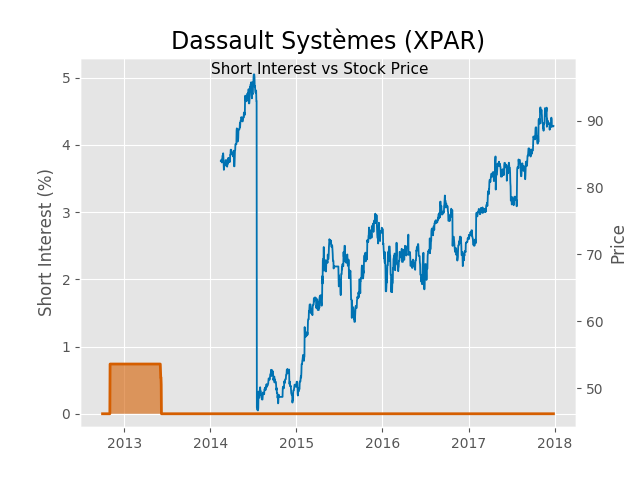 Dassault Systèmes (XPAR)
Short Interest vs Stock Price
Short Interest (%)
5
4
3
2
1
0
90
80
70
60
50
Price
2013 2014 2015 2016 2017 2018